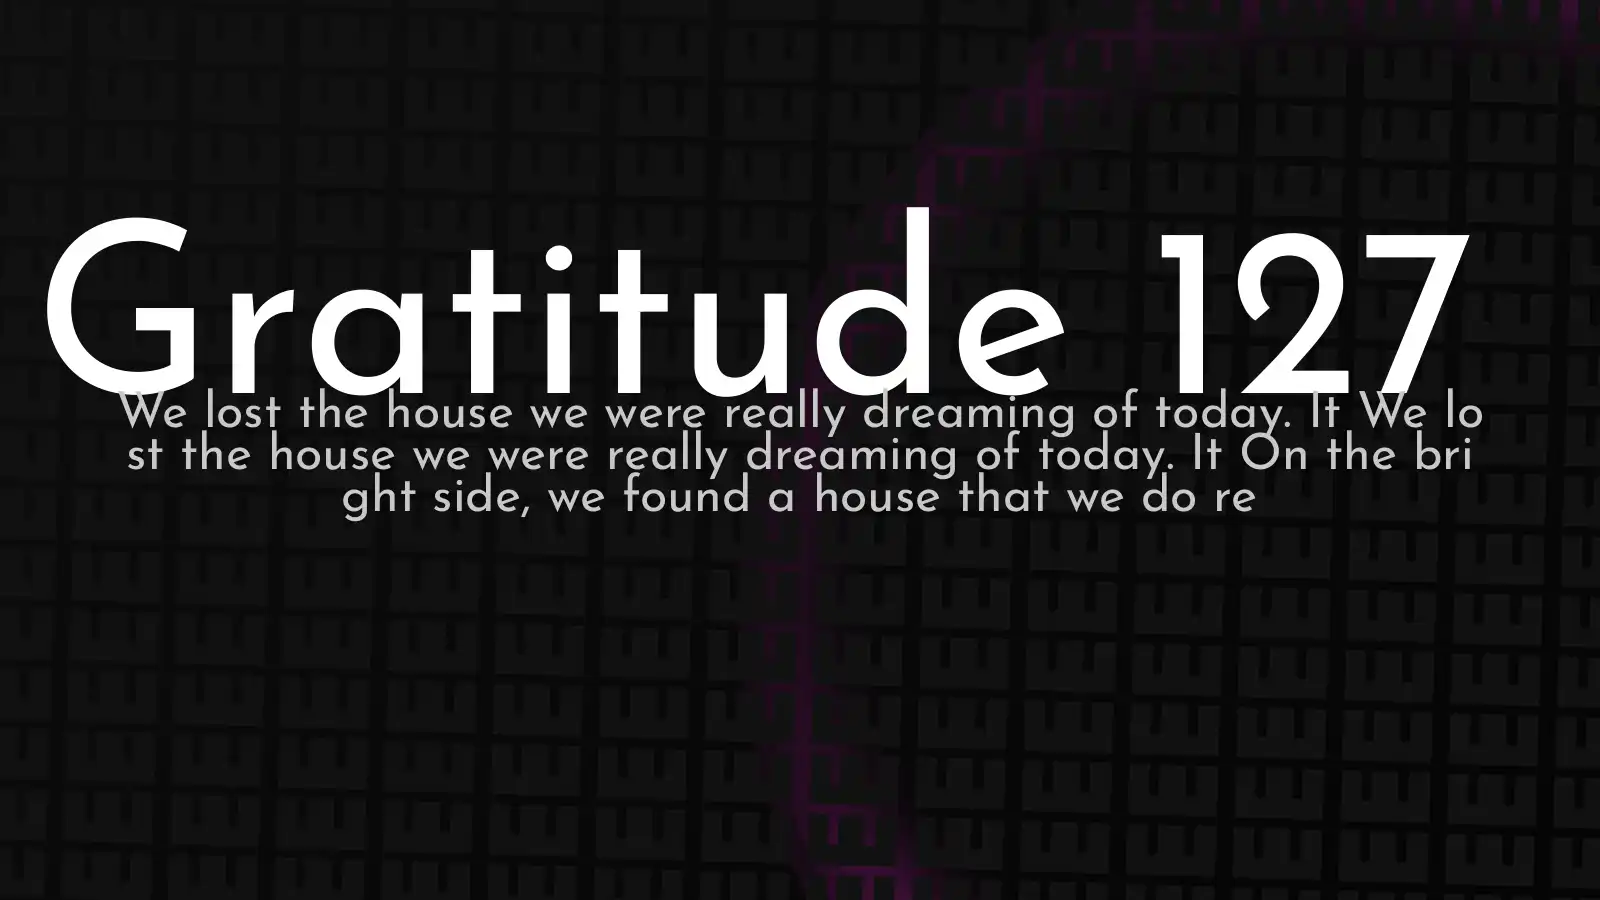 Gratitude 127
We lost the house we were really dreaming of today. It We lo
st the house we were really dreaming of today. It On the bri
ght side, we found a house that we do re